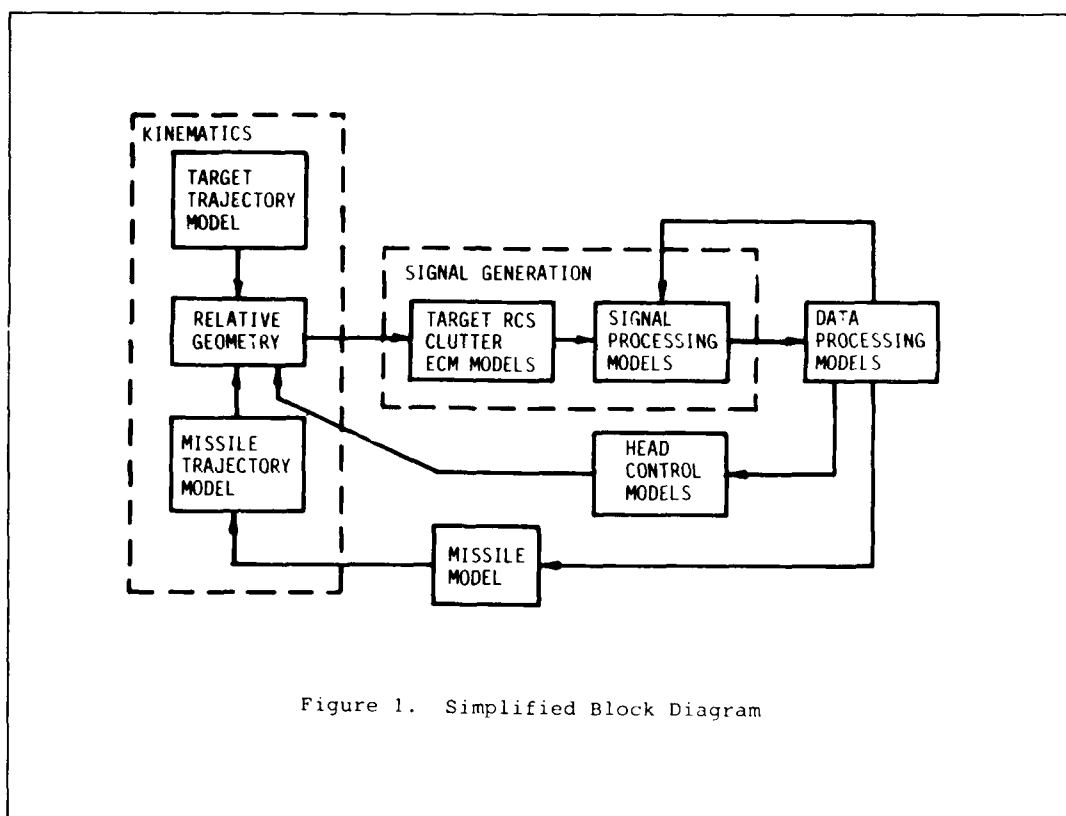 KINEMATICS
TARGET
TRAJECTORY
MODEL
RELATIVE
GEOMETRY
MISSILE
TRAJECTORY
MODEL
SIGNAL GENERATION
TARGET RCS
CLUTTER
ECM MODELS
SIGNAL
PROCESSING
MODELS
DATA
PROCESSING
MODELS
HEAD
CONTROL
MODELS
MISSILE
MODEL
Figure 1. Simplified Block Diagram